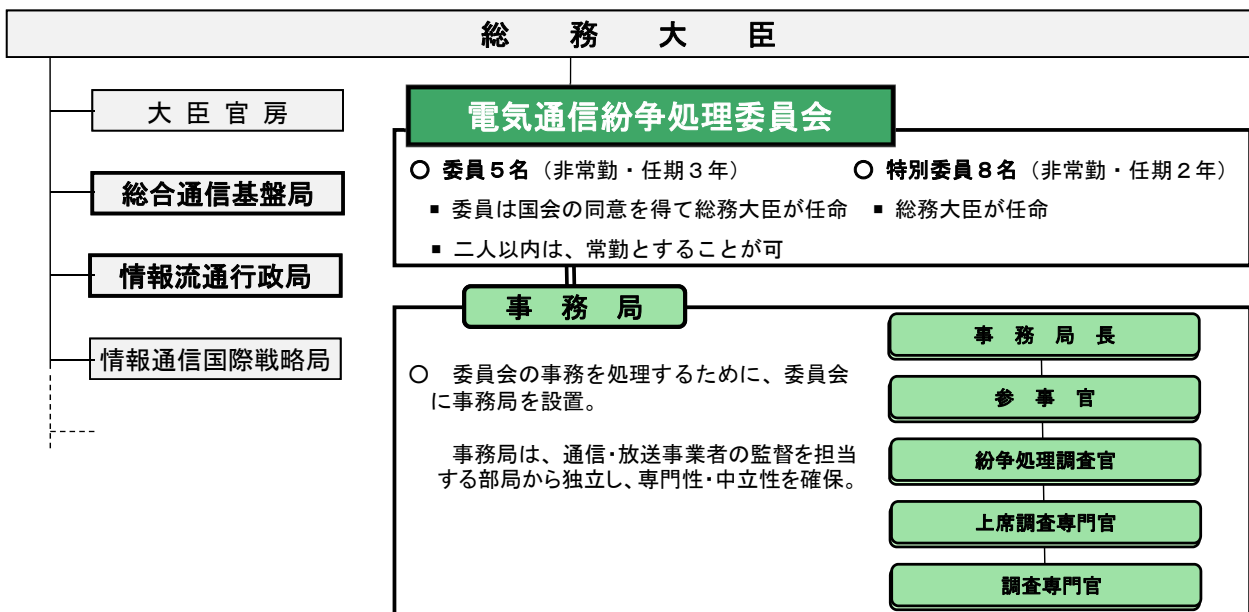 総務大臣
大臣官房
総合通信基盤局
情報流通行政局
情報通信国際戦略局
電気通信紛争処理委員会
○ 委員5名（非常勤・任期3年）
▪ 委員は国会の同意を得て総務大臣が任命
▪ 二人以内は、常勤とすることが可
○ 特別委員8名（非常勤・任期2年）
▪ 総務大臣が任命
事務局
○ 委員会の事務を処理するために、委員会
に事務局を設置。
事務局は、通信・放送事業者の監督を担当
する部局から独立し、専門性・中立性を確保。
事務局長
参事官
紛争処理調査官
上席調査専門官
調査専門官